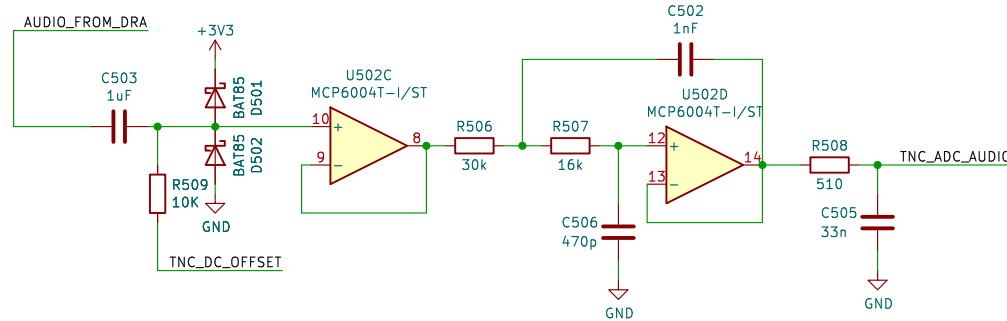 AUDIO_FROM_DRA
C503
1uF
+3V3
BAT85
D501
BAT85
D502
R509
10K
GND
TNC_DC_OFFSET
U502C
MCP6004T-I/ST
10
9
8
+
-
R506
30k
R507
16k
C502
1nF
U502D
MCP6004T-I/ST
12
13
14
+
-
C506
470p
GND
R508
510
TNC_ADC_AUDIO
C505
33n
GND